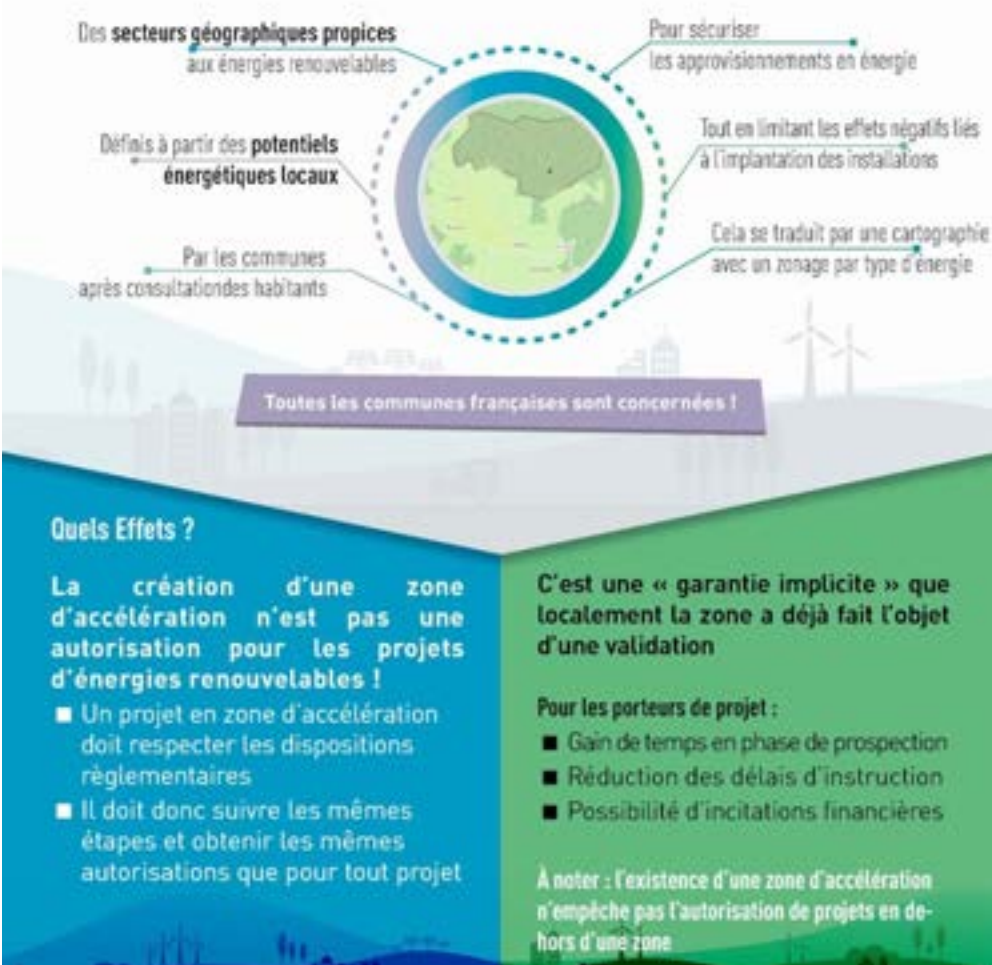 Des secteurs géographiques propices
aux énergies renouvelables
Définis à partir des potentiels
énergétiques locaux
Par les communes
après consultationdes habitants
Pour sécuriser
les approvisionnements en énergie
Tout en limitant les effets négatifs liés
à l'implantation des installations
Cela se traduit par une cartographie
avec un zonage par type d'énergie
Toutes les communes françaises sont concernées !
Quels Effets ?
La création d'une zone
d'accélération n'est pas une
autorisation pour les projets
d'énergies renouvelables !
■ Un projet en zone d'accélération
doit respecter les dispositions
règlementaires
■ Il doit donc suivre les mêmes
étapes et obtenir les mêmes
autorisations que pour tout projet
C'est une « garantie implicite » que
localement la zone a déjà fait l'objet
d'une validation
Pour les porteurs de projet :
■ Gain de temps en phase de prospection
■ Réduction des délais d'instruction
■ Possibilité d'incitations financières
À noter : l'existence d'une zone d'accélération
n'empêche pas l'autorisation de projets en de-
hors d'une zone